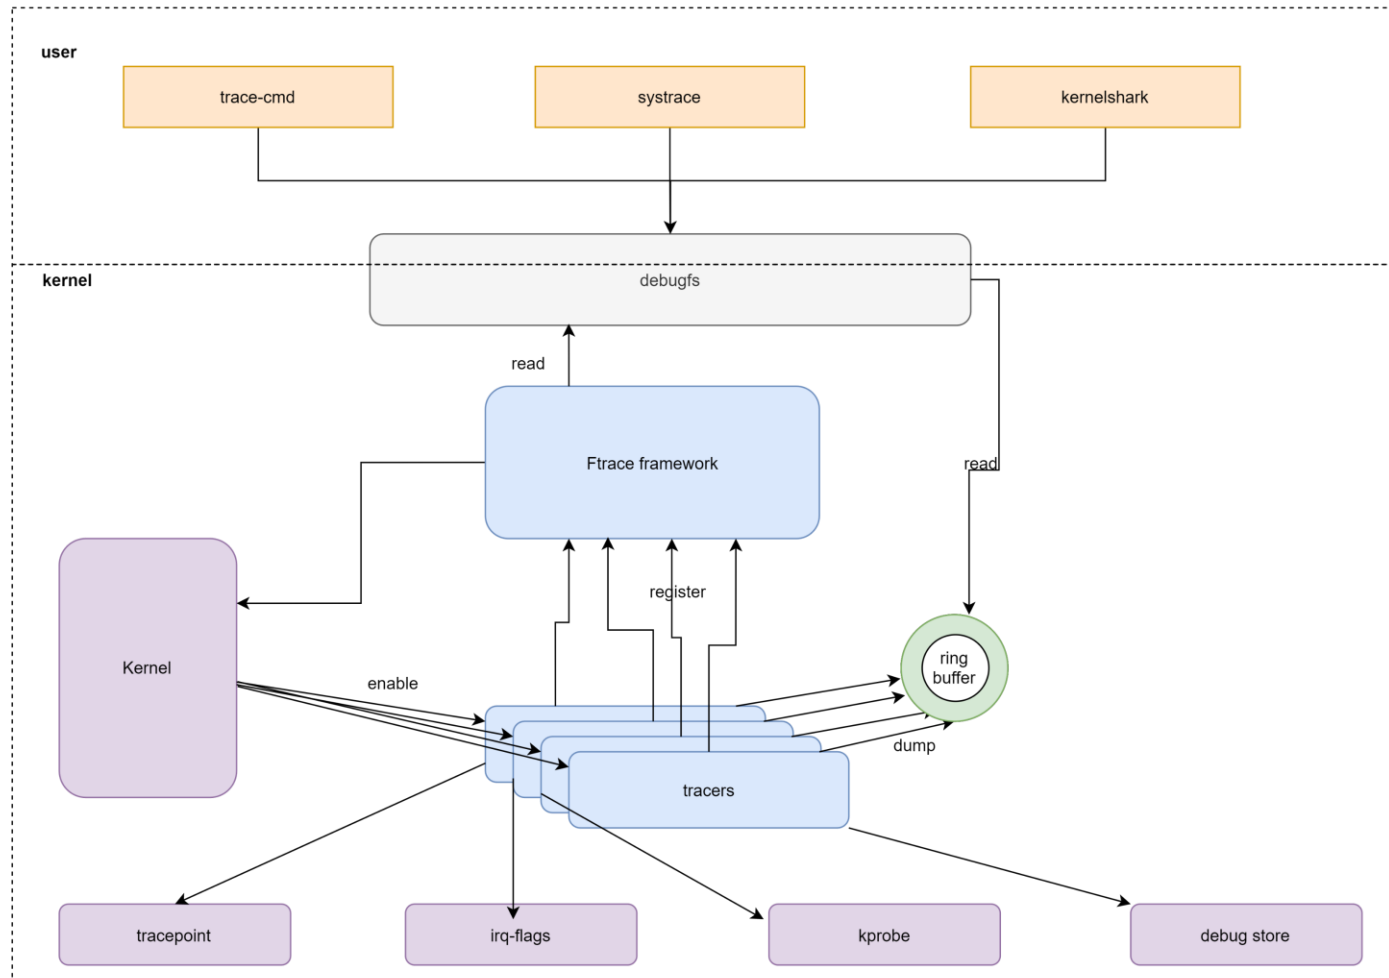 user
trace-cmd
systrace
kernelshark
kernel
debugfs
read
Ftrace framework
read
register
Kernel
ring
buffer
enable
dump
tracers
tracepoint
irq-flags
kprobe
debug store